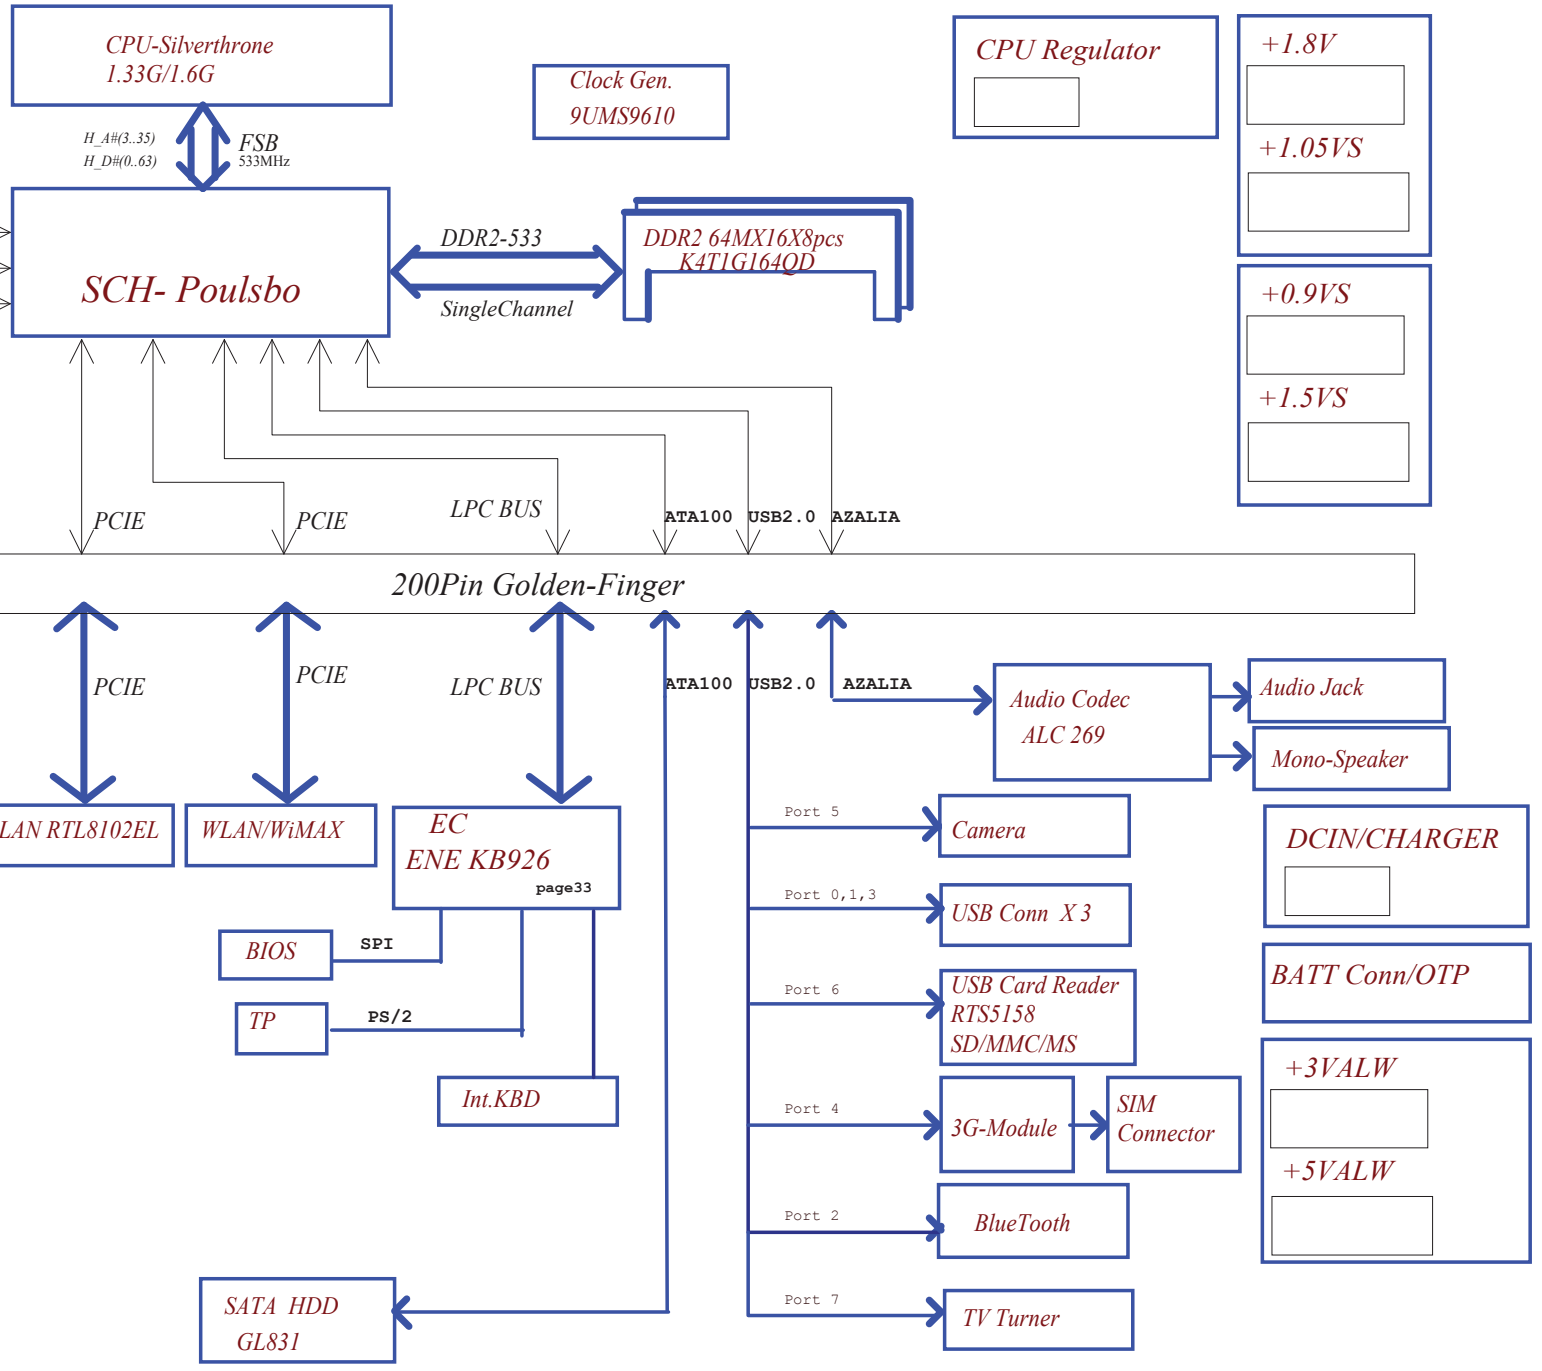 CPU-Silverthrone
1.33G/1.6G
Clock Gen.
9UMS9610
CPU Regulator
+1.8V
+1.05VS
H_A#(3..35)
H_D#(0..63)
FSB
533MHz
SCH- Poulsbo
DDR2-533
SingleChannel
DDR2 64MX16X8pcs
K4T1G164QD
+0.9VS
+1.5VS
PCIE
PCIE
LPC BUS
ATA100
USB2.0
AZALIA
200Pin Golden-Finger
PCIE
PCIE
LPC BUS
ATA100
USB2.0
AZALIA
Audio Codec
ALC 269
Audio Jack
Mono-Speaker
LAN RTL8102EL
WLAN/WiMAX
EC
ENE KB926
page33
Port 5
Camera
DCIN/CHARGER
Port 0,1,3
USB Conn X 3
BIOS
SPI
TP
PS/2
Int.KBD
Port 6
USB Card Reader
RTS5158
SD/MMC/MS
BATT Conn/OTP
Port 4
3G-Module
SIM
Connector
+3VALW
+5VALW
Port 2
BlueTooth
SATA HDD
GL831
Port 7
TV Turner